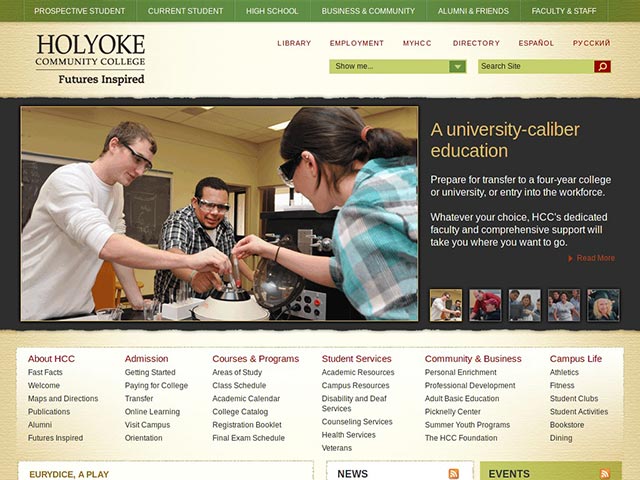 PROSPECTIVE STUDENT
CURRENT STUDENT
HIGH SCHOOL
BUSINESS & COMMUNITY
ALUMNI & FRIENDS
FACULTY & STAFF
HOLYOKE
COMMUNITY COLLEGE
Futures Inspired
LIBRARY
EMPLOYMENT
MYHCC
DIRECTORY
ESPAÑOL
РУССКИЙ
Show me...
Search Site
A university-caliber
education
Prepare for transfer to a four-year college
or university, or entry into the workforce.
Whatever your choice, HCC's dedicated
faculty and comprehensive support will
take you where you want to go.
Read More
About HCC
Fast Facts
Welcome
Maps and Directions
Publications
Alumni
Futures Inspired
Admission
Getting Started
Paying for College
Transfer
Online Learning
Visit Campus
Orientation
Courses & Programs
Areas of Study
Class Schedule
Academic Calendar
College Catalog
Registration Booklet
Final Exam Schedule
Student Services
Academic Resources
Campus Resources
Disability and Deaf
Services
Counseling Services
Health Services
Veterans
Community & Business
Personal Enrichment
Professional Development
Adult Basic Education
Picknelly Center
Summer Youth Programs
The HCC Foundation
Campus Life
Athletics
Fitness
Student Clubs
Student Activities
Bookstore
Dining
EURYDICE, A PLAY
NEWS
EVENTS